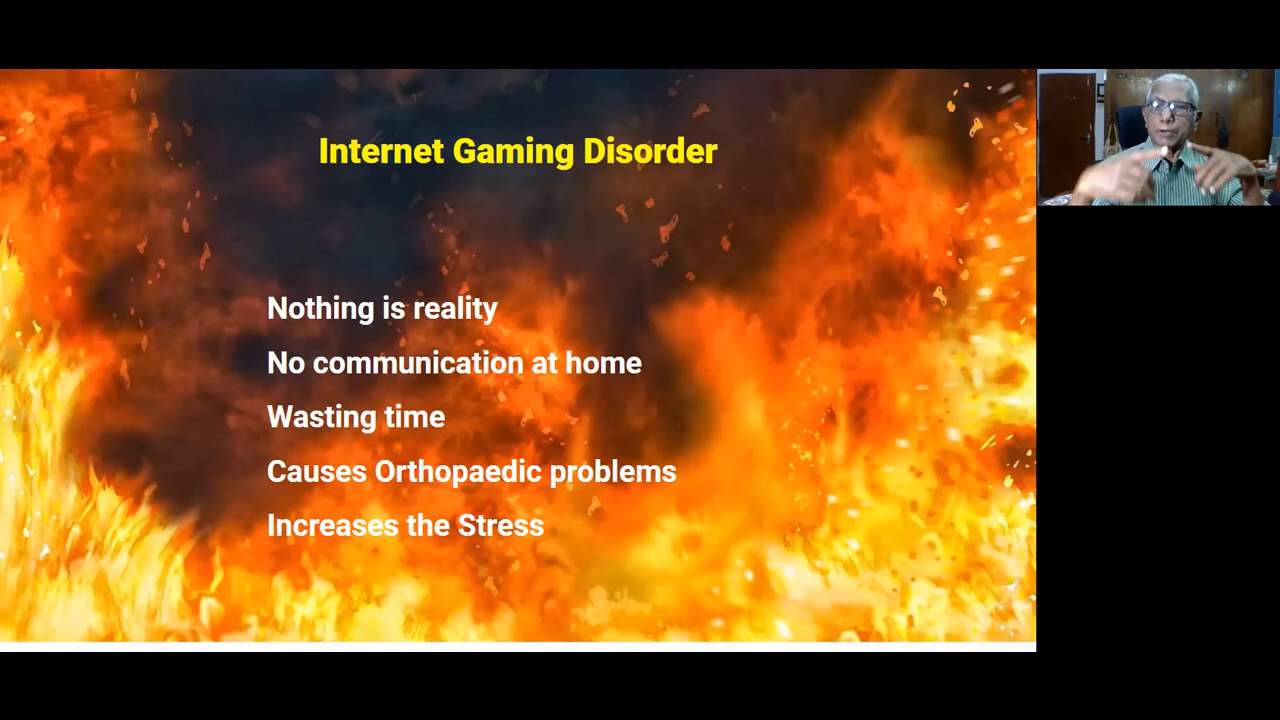 Internet Gaming Disorder
Nothing is reality
No communication at home
Wasting time
Causes Orthopaedic problems
Increases the Stress